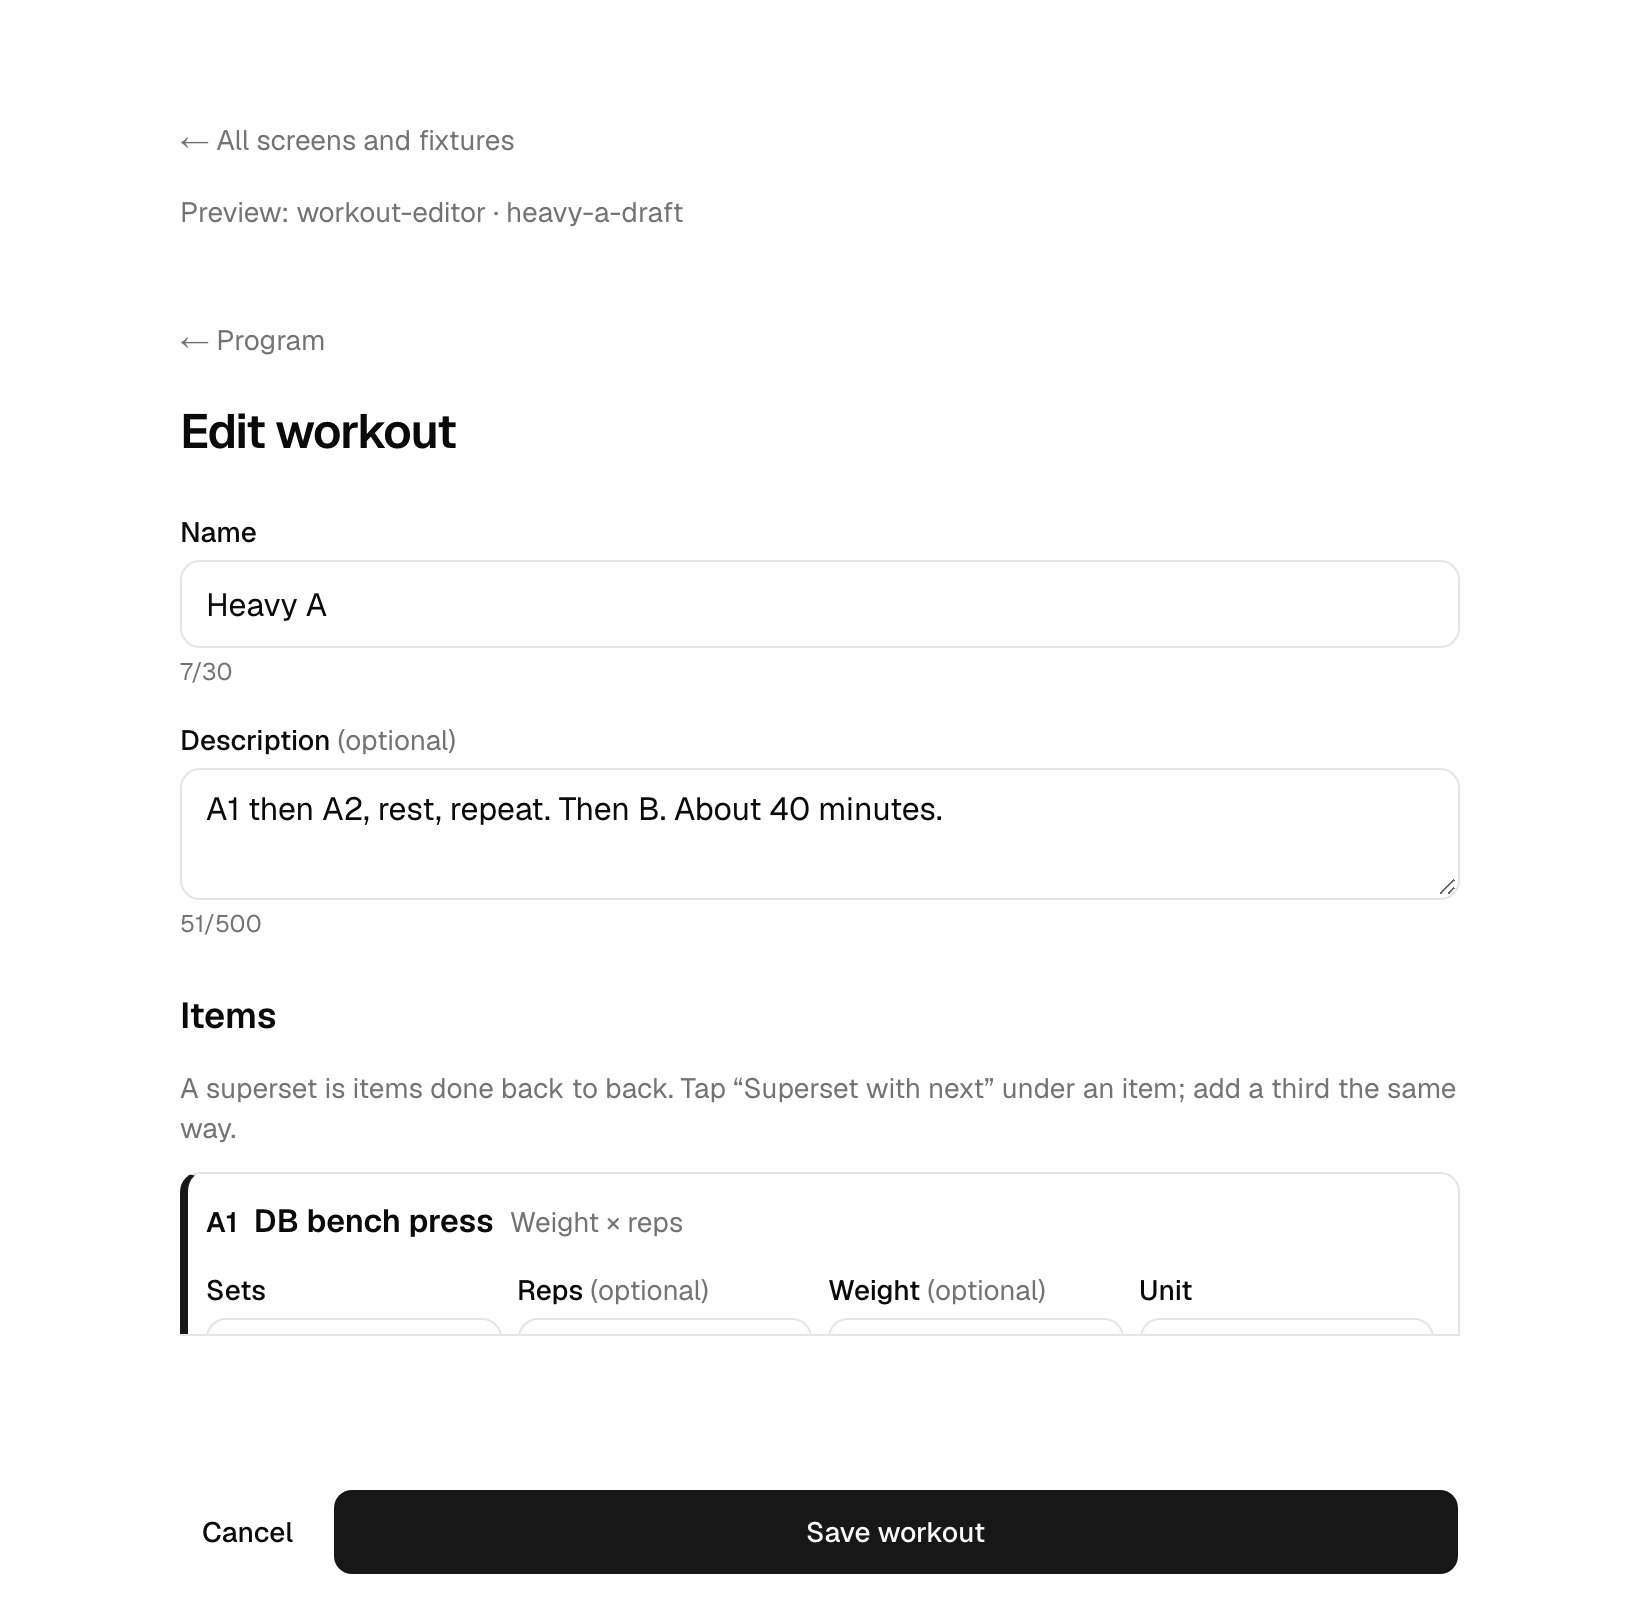 ← All screens and fixtures
Preview: workout-editor · heavy-a-draft
← Program
Edit workout
Name
Heavy A
7/30
Description (optional)
A1 then A2, rest, repeat. Then B. About 40 minutes.
51/500
Items
A superset is items done back to back. Tap “Superset with next” under an item; add a third the same
way.
A1 DB bench press Weight × reps
Sets Reps (optional) Weight (optional) Unit
Cancel Save workout